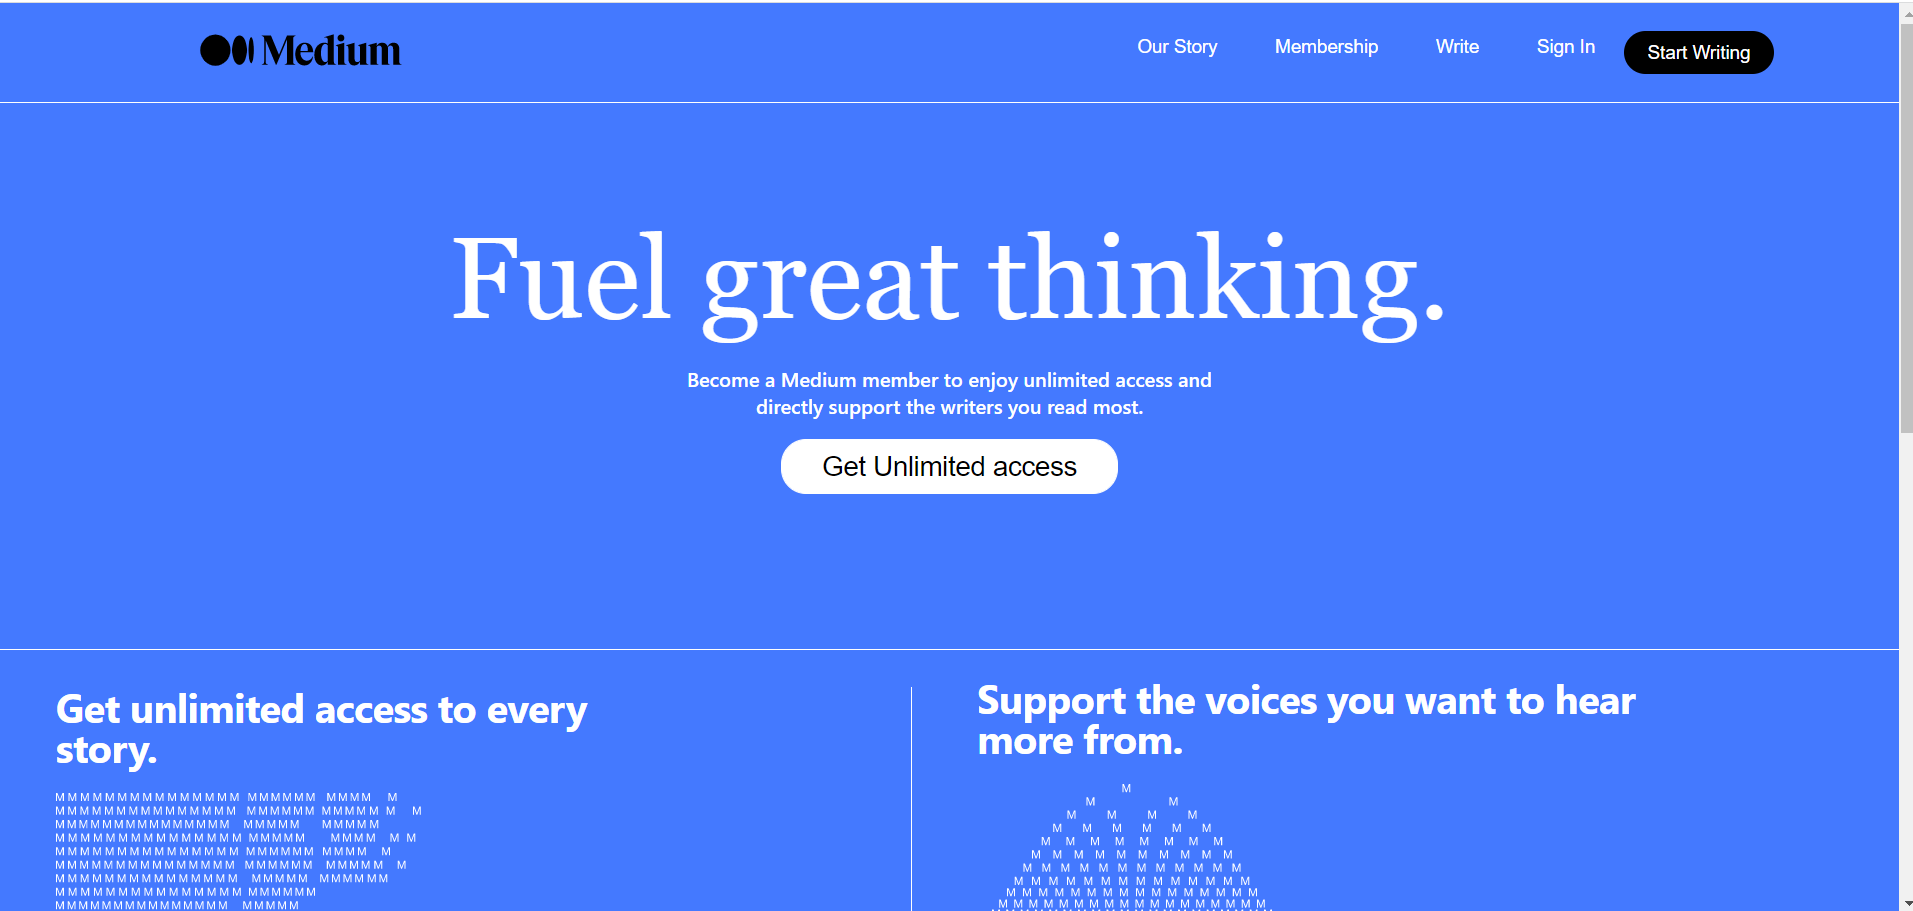 Medium
Our Story
Membership
Write
Sign In
Start Writing
Fuel great thinking.
Become a Medium member to enjoy unlimited access and
directly support the writers you read most.
Get Unlimited access
Get unlimited access to every
story.
Support the voices you want to hear
more from.